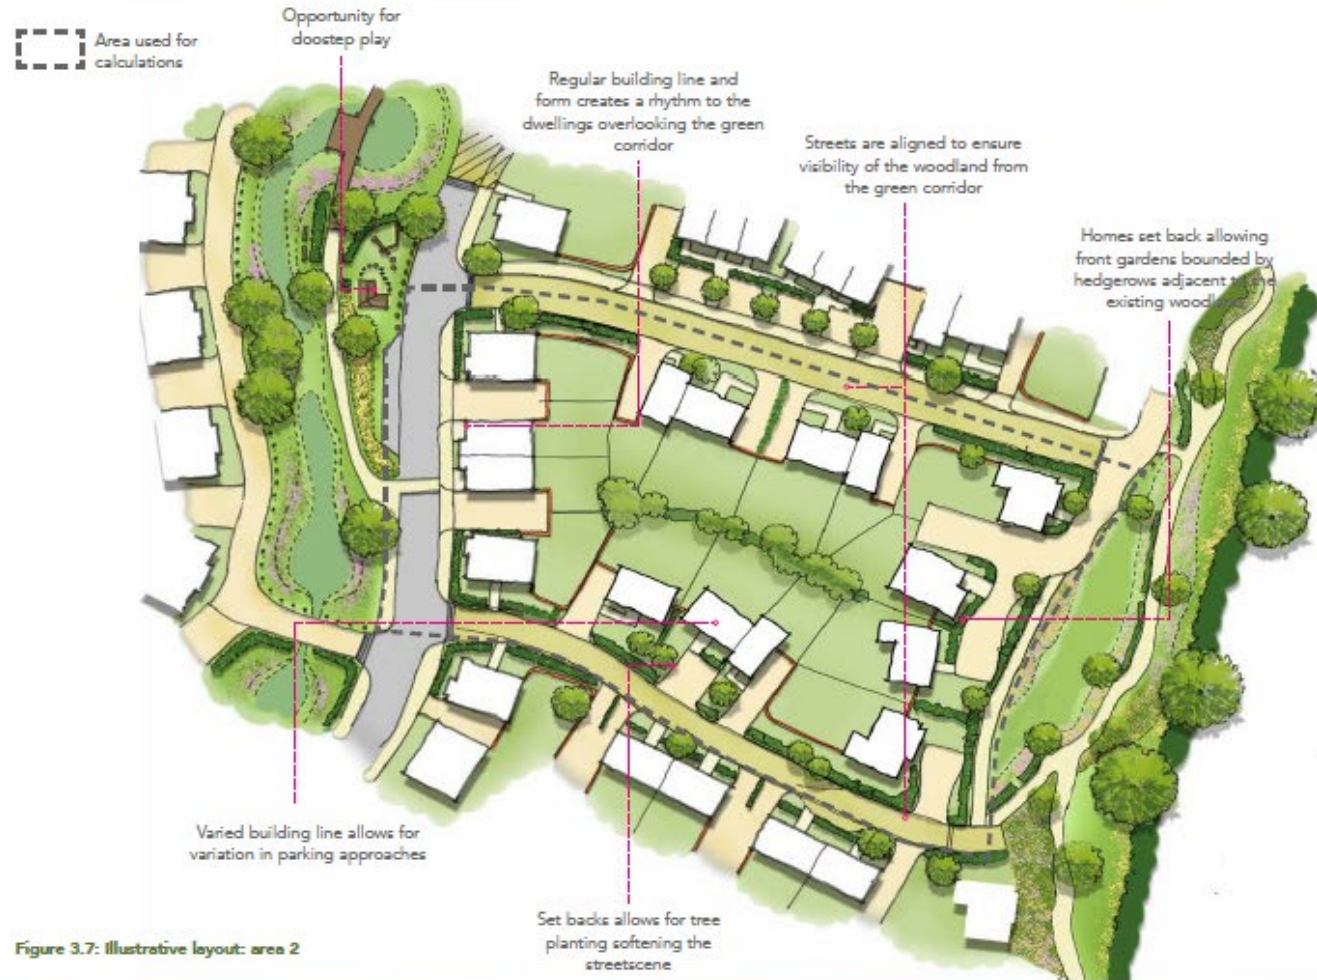 Area used for
calculations
Opportunity for
doostep play
Regular building line and
form creates a rhythm to the
dwellings overlooking the green
corridor
Streets are aligned to ensure
visibility of the woodland from
the green corridor
Homes set back allowing
front gardens bounded by
hedgerows adjacent to the
existing
Varied building line allows for
variation in parking approaches
Set backs allows for tree
planting softening the
streetscene
Figure 3.7: Illustrative layout: area 2